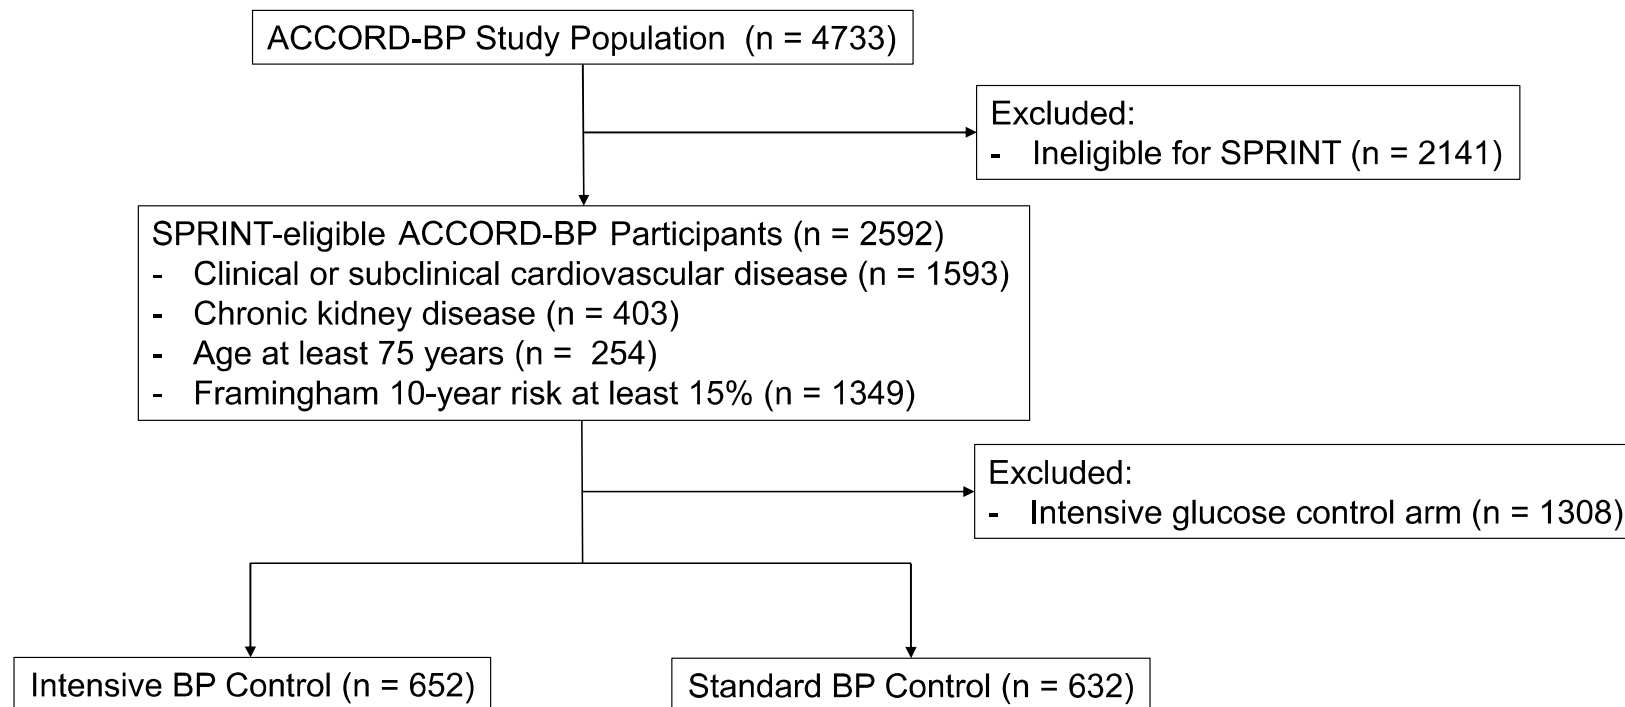 ACCORD-BP Study Population (n = 4733)
Excluded:
- Ineligible for SPRINT (n = 2141)
SPRINT-eligible ACCORD-BP Participants (n = 2592)
- Clinical or subclinical cardiovascular disease (n = 1593)
- Chronic kidney disease (n = 403)
- Age at least 75 years (n = 254)
- Framingham 10-year risk at least 15% (n = 1349)
Excluded:
- Intensive glucose control arm (n = 1308)
Intensive BP Control (n = 652)
Standard BP Control (n = 632)